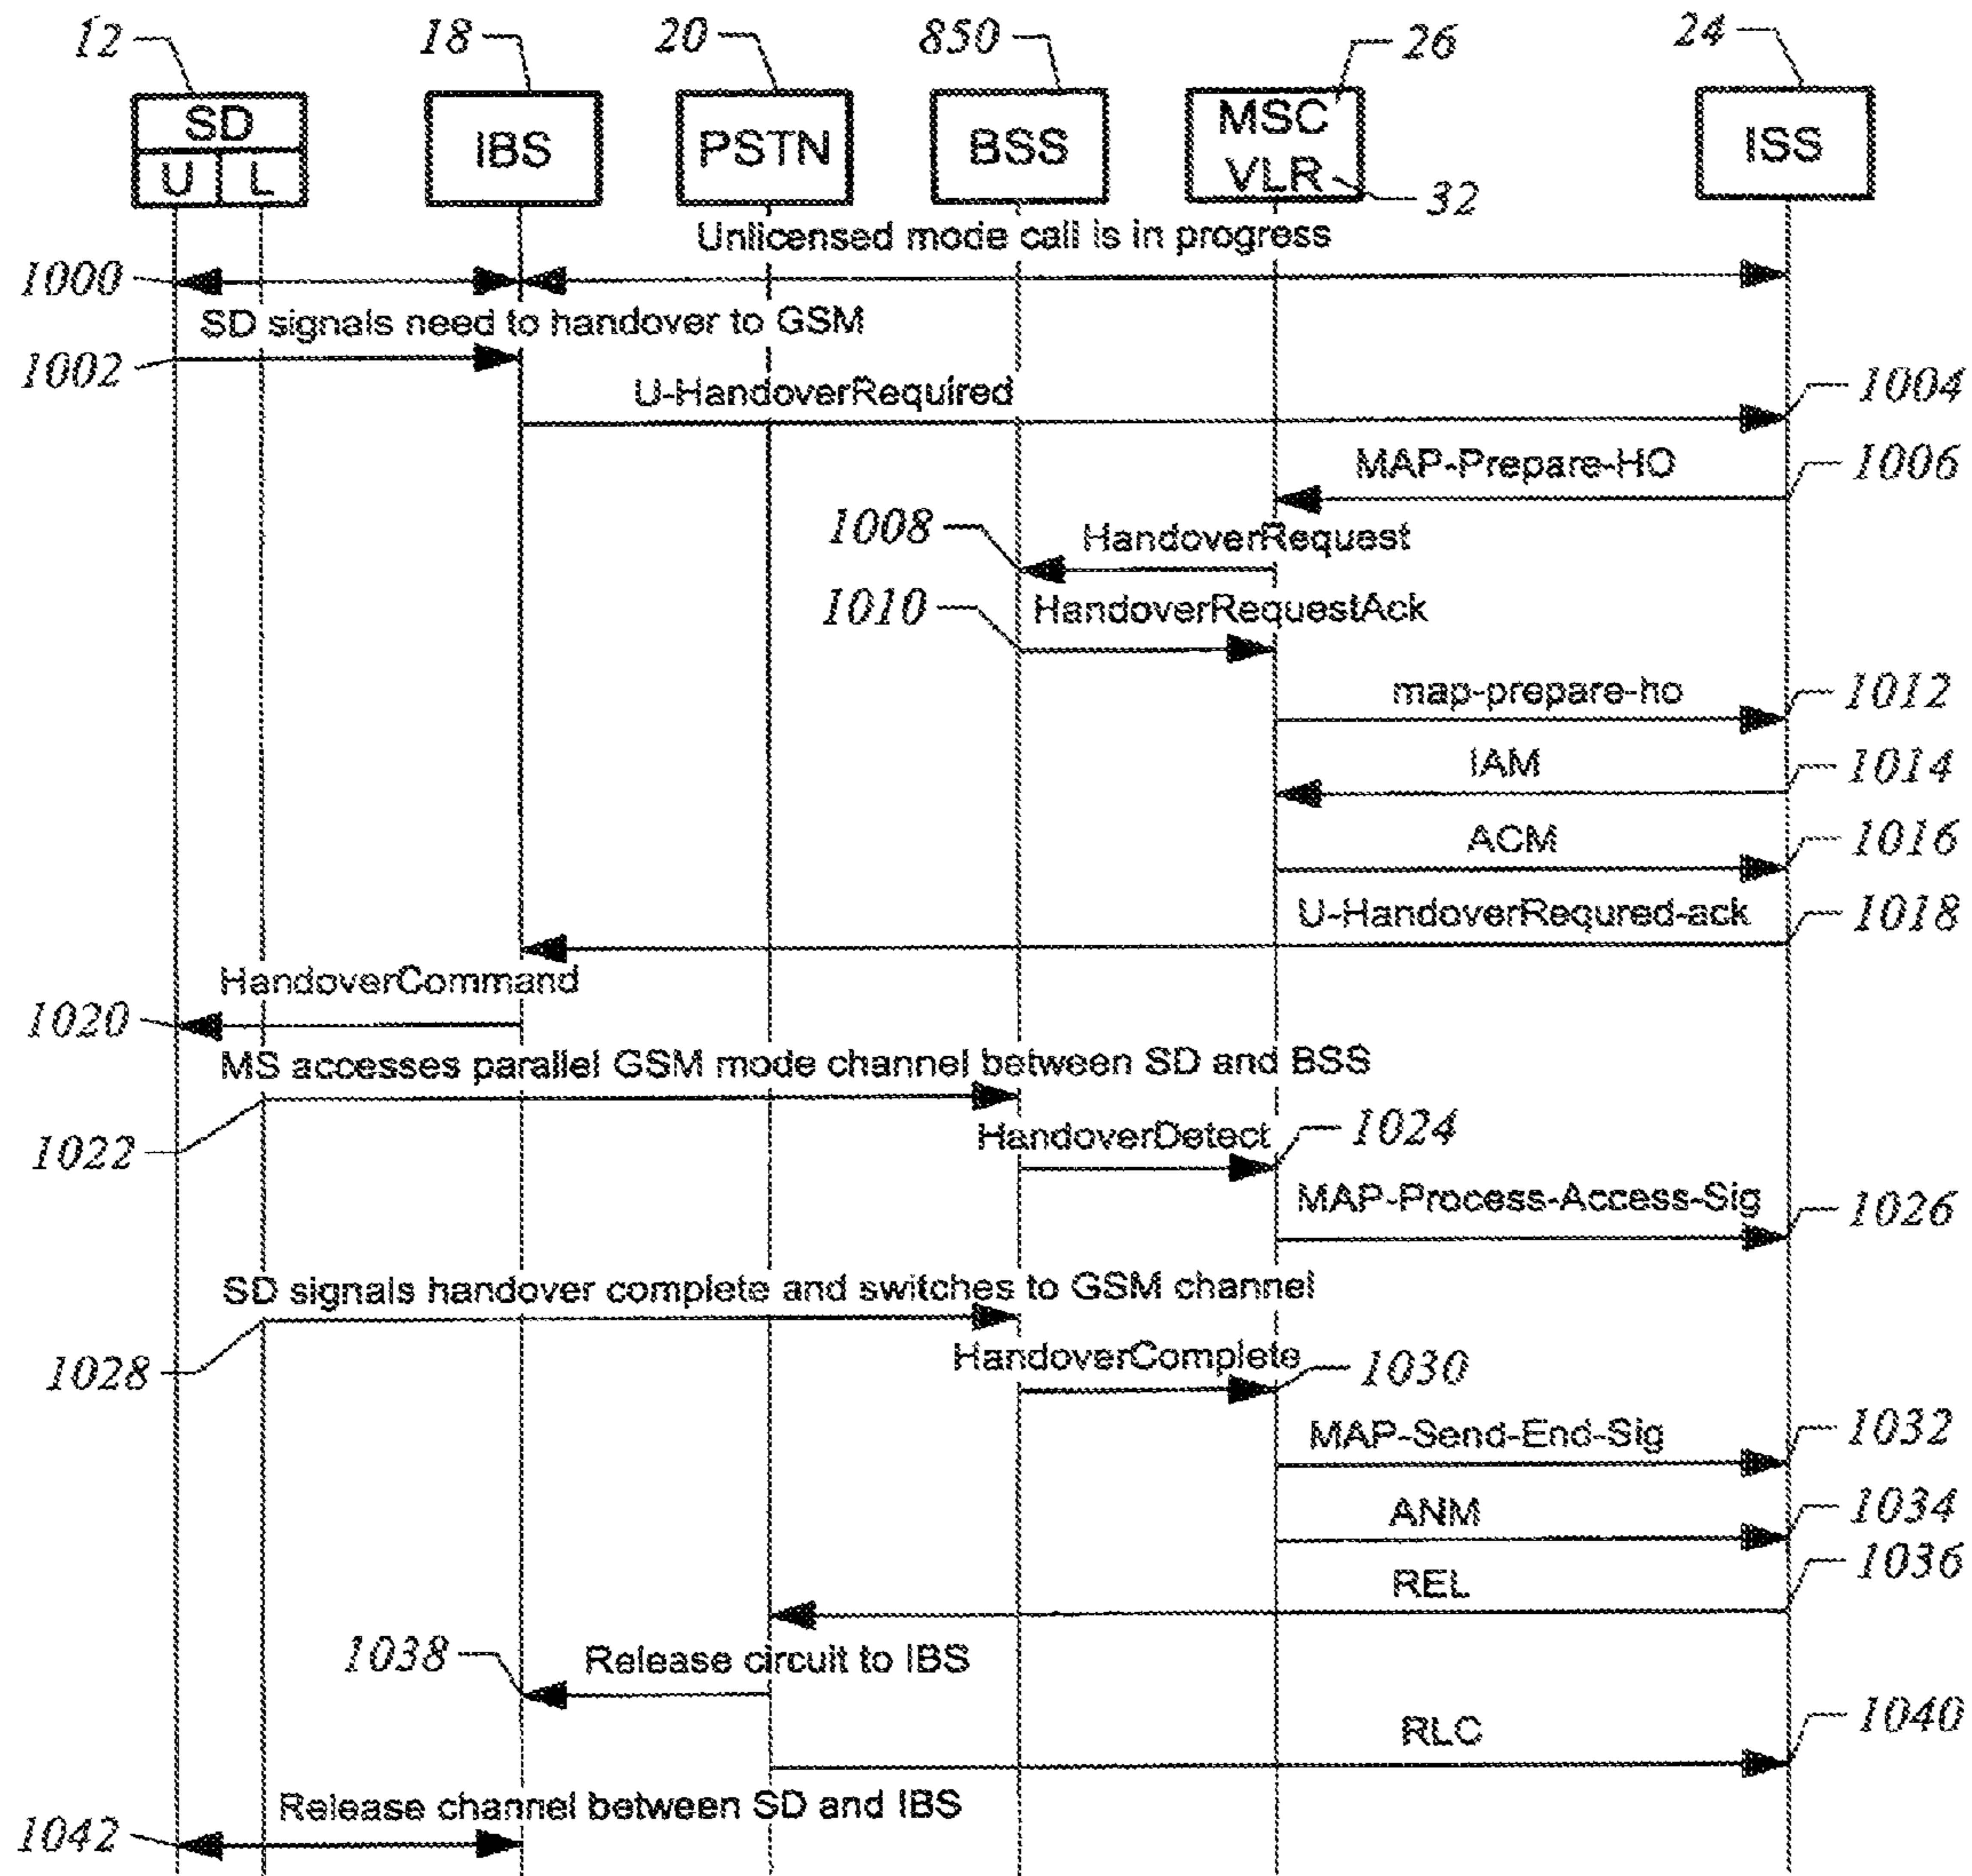 12 18 20 850 26 24
SD
U L
IBS
PSTN
BSS
MSC
VLR
32
ISS
Unlicensed mode call is in progress
1000
SD signals need to handover to GSM
1002
U-HandoverRequired
1004
MAP-Prepare-HO
1006
1008
HandoverRequest
1010
HandoverRequestAck
map-prepare-ho
1012
IAM
1014
ACM
1016
U-HandoverRequred-ack
1018
HandoverCommand
1020
MS accesses parallel GSM mode channel between SD and BSS
1022
HandoverDetect
1024
MAP-Process-Access-Sig
1026
SD signals handover complete and switches to GSM channel
1028
HandoverComplete
1030
MAP-Send-End-Sig
1032
ANM
1034
REL
1036
1038
Release circuit to IBS
RLC
1040
Release channel between SD and IBS
1042